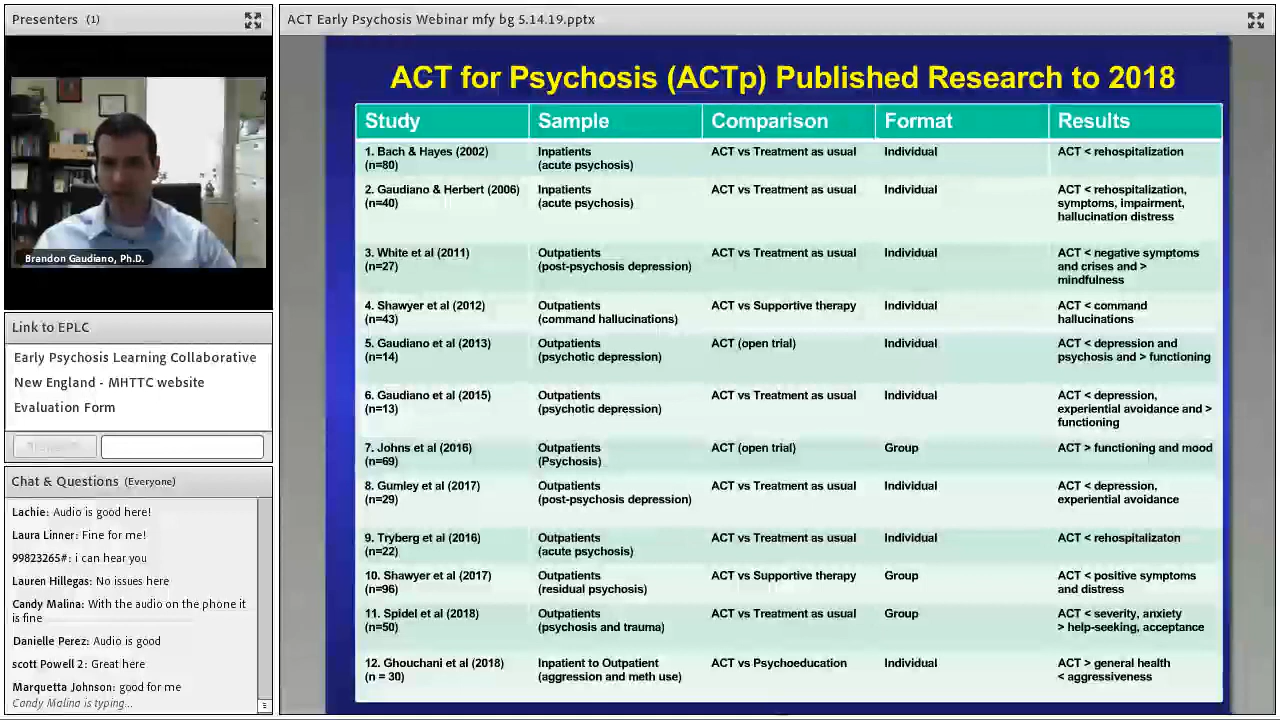 Presenters (1)
Brandon Gaudiano, Ph.D.
Link to EPLC
Early Psychosis Learning Collaborative
New England - MHTTC website
Evaluation Form
Chat & Questions (Everyone)
Lachie: Audio is good here!
Laura Linner: Fine for me!
99823265#: i can hear you
Lauren Hillegas: No issues here
Candy Malina: With the audio on the phone it
is fine
Danielle Perez: Audio is good
scott Powell 2: Great here
Marquetta Johnson: good for me
Candy Malina is typing...
ACT Early Psychosis Webinar mfy bg 5.14.19.pptx
ACT for Psychosis (ACTp) Published Research to 2018
Study Sample Comparison Format Results
1. Bach & Hayes (2002) Inpatients ACT vs Treatment as usual Individual ACT < rehospitalization
(n=80) (acute psychosis)
2. Gaudiano & Herbert (2006) Inpatients ACT vs Treatment as usual Individual ACT < rehospitalization,
(n=40) (acute psychosis) symptoms, impairment,
hallucination distress
3. White et al (2011) Outpatients ACT vs Treatment as usual Individual ACT < negative symptoms
(n=27) (post-psychosis depression) and crises and >
mindfulness
4. Shawyer et al (2012) Outpatients ACT vs Supportive therapy Individual ACT < command
(n=43) (command hallucinations) hallucinations
5. Gaudiano et al (2013) Outpatients ACT (open trial) Individual ACT < depression and
(n=14) (psychotic depression) psychosis and > functioning
6. Gaudiano et al (2015) Outpatients ACT vs Treatment as usual Individual ACT < depression,
(n=13) (psychotic depression) experiential avoidance and >
functioning
7. Johns et al (2016) Outpatients ACT (open trial) Group ACT > functioning and mood
(n=69) (Psychosis)
8. Gumley et al (2017) Outpatients ACT vs Treatment as usual Individual ACT < depression,
(n=29) (post-psychosis depression) experiential avoidance
9. Tryberg et al (2016) Outpatients ACT vs Treatment as usual Individual ACT < rehospitalizaton
(n=22) (acute psychosis)
10. Shawyer et al (2017) Outpatients ACT vs Supportive therapy Group ACT < positive symptoms
(n=96) (residual psychosis) and distress
11. Spidel et al (2018) Outpatients ACT vs Treatment as usual Group ACT < severity, anxiety
(n=50) (psychosis and trauma) > help-seeking, acceptance
12. Ghouchani et al (2018) Inpatient to Outpatient ACT vs Psychoeducation Individual ACT > general health
(n = 30) (aggression and meth use) < aggressiveness